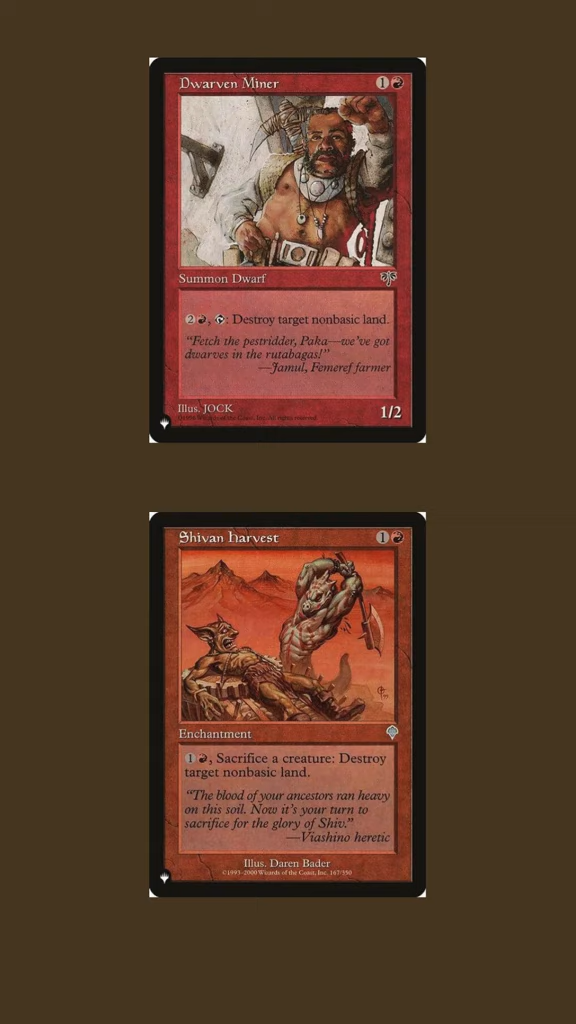 Dwarven Miner
1
Summon Dwarf
2 , : Destroy target nonbasic land.
“Fetch the pestridder, Paka—we’ve got
dwarves in the rutabagas!”
—Jamul, Femeref farmer
Illus. JOCK
1/2
Shivan Harvest
1
Enchantment
1 , Sacrifice a creature: Destroy
target nonbasic land.
“The blood of your ancestors ran heavy
on this soil. Now it’s your turn to
sacrifice for the glory of Shiv.”
—Viashino heretic
Illus. Daren Bader
©1993-2000 Wizards of the Coast, Inc. 167/350